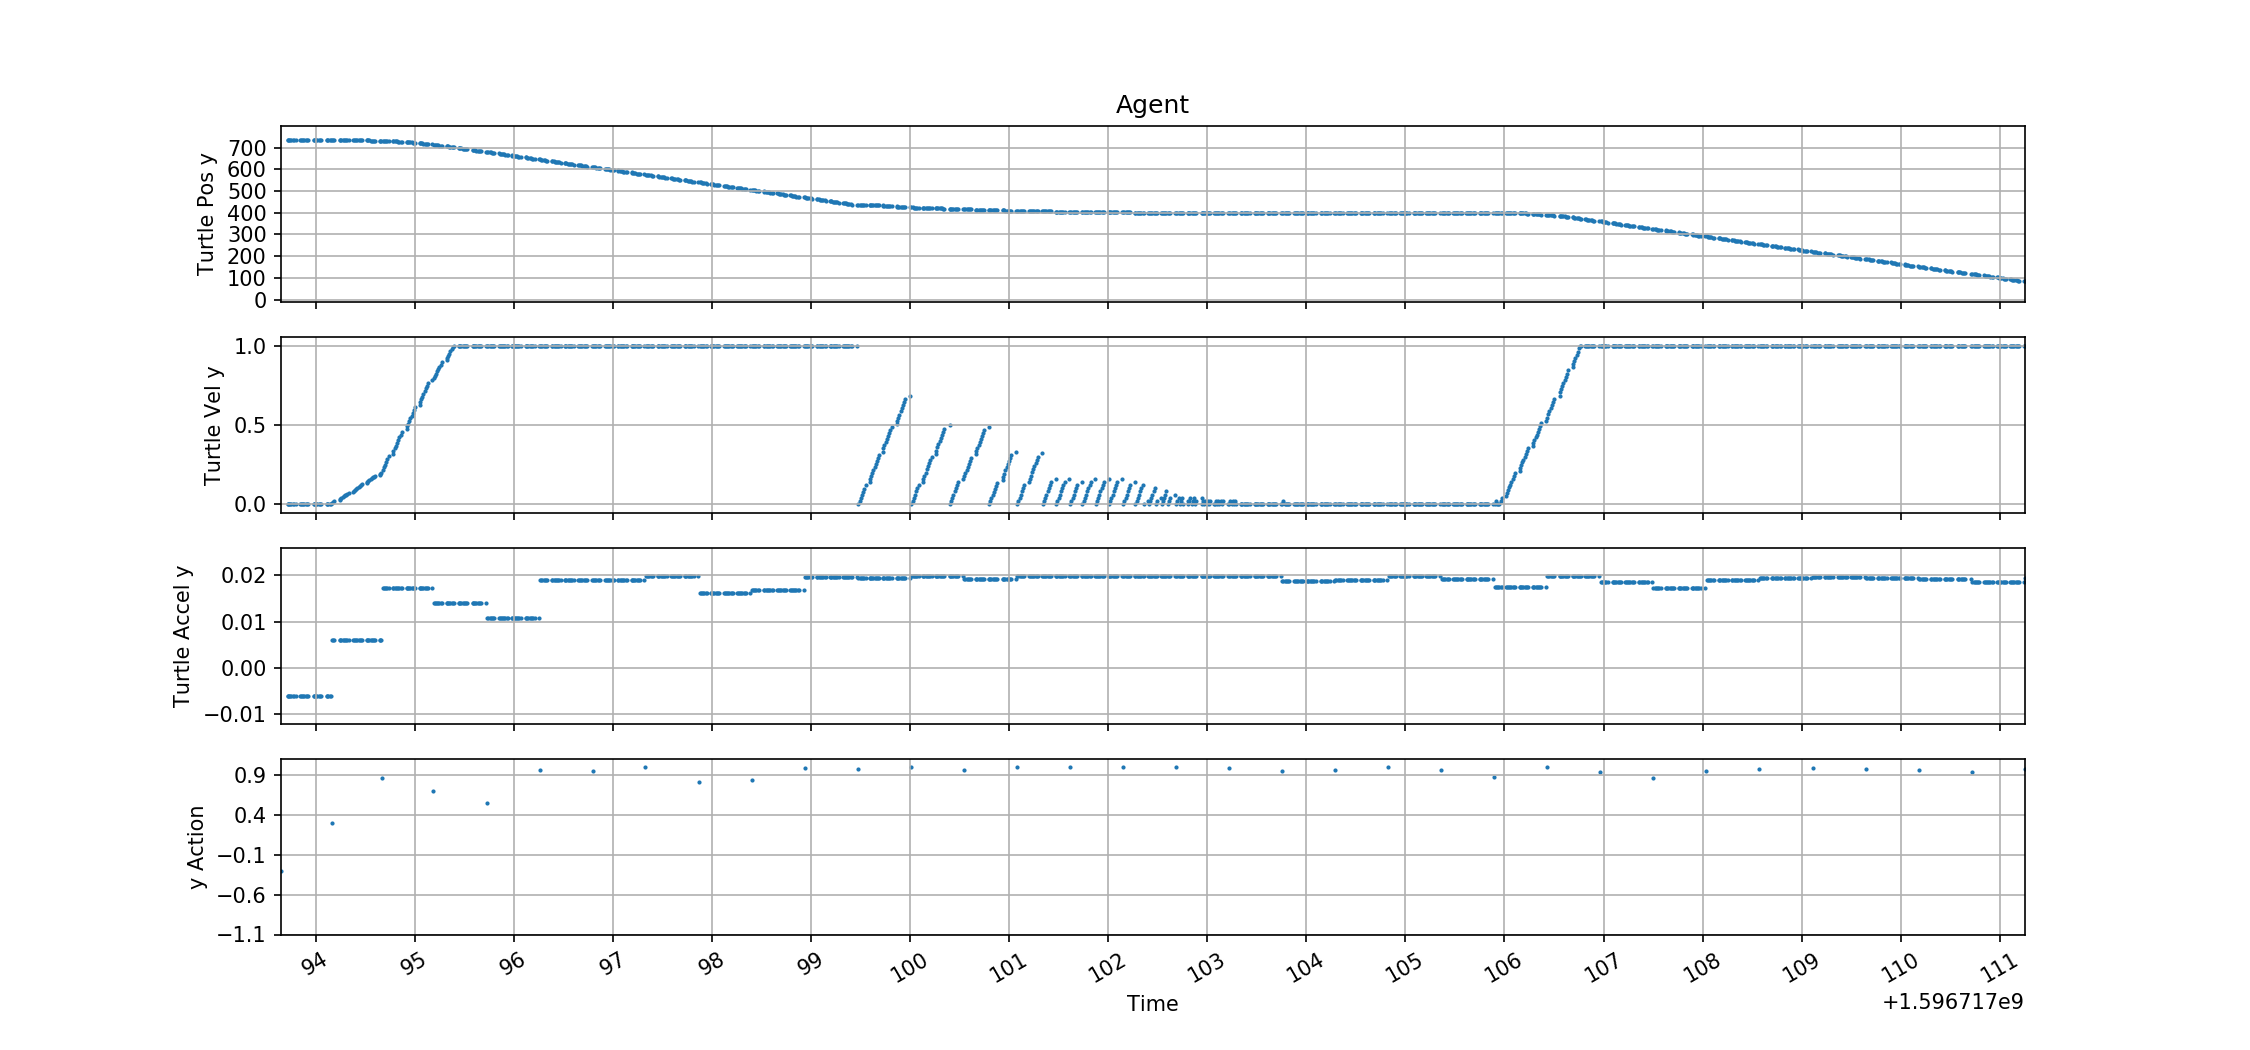 Agent
Turtle Pos y
700
600
500
400
300
200
100
0
Turtle Vel y
1.0
0.5
0.0
Turtle Accel y
0.02
0.01
0.00
−0.01
y Action
0.9
0.4
−0.1
−0.6
−1.1
94 95 96 97 98 99 100 101 102 103 104 105 106 107 108 109 110 111
Time
+1.596717e9